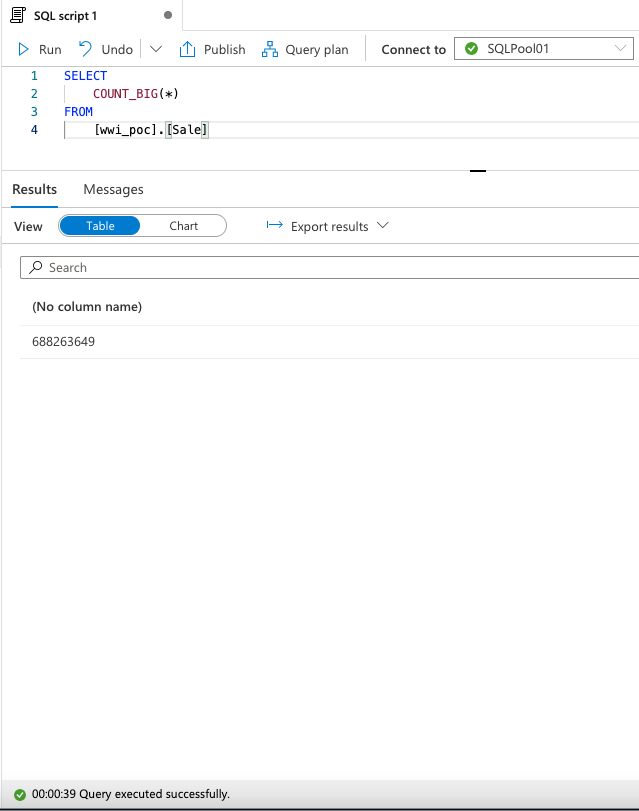 SQL script 1
Run Undo Publish Query plan Connect to SQLPool01
1 SELECT
2 COUNT_BIG(*)
3 FROM
4 [wwi_poc].[Sale]
Results Messages
View Table Chart Export results
Search
(No column name)
688263649
00:00:39 Query executed successfully.